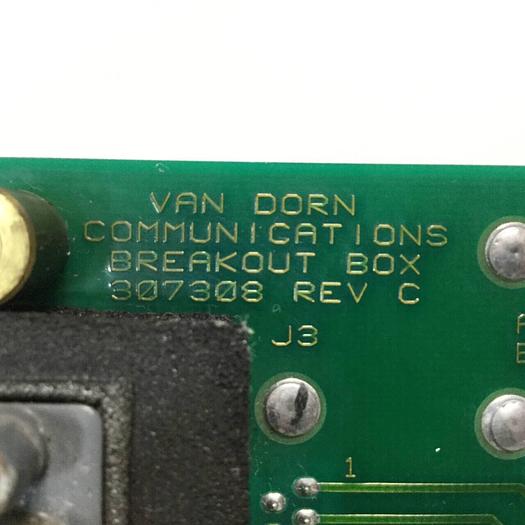 VAN DORN
COMMUNICATIONS
BREAKOUT BOX
307308 REV C
J3
1